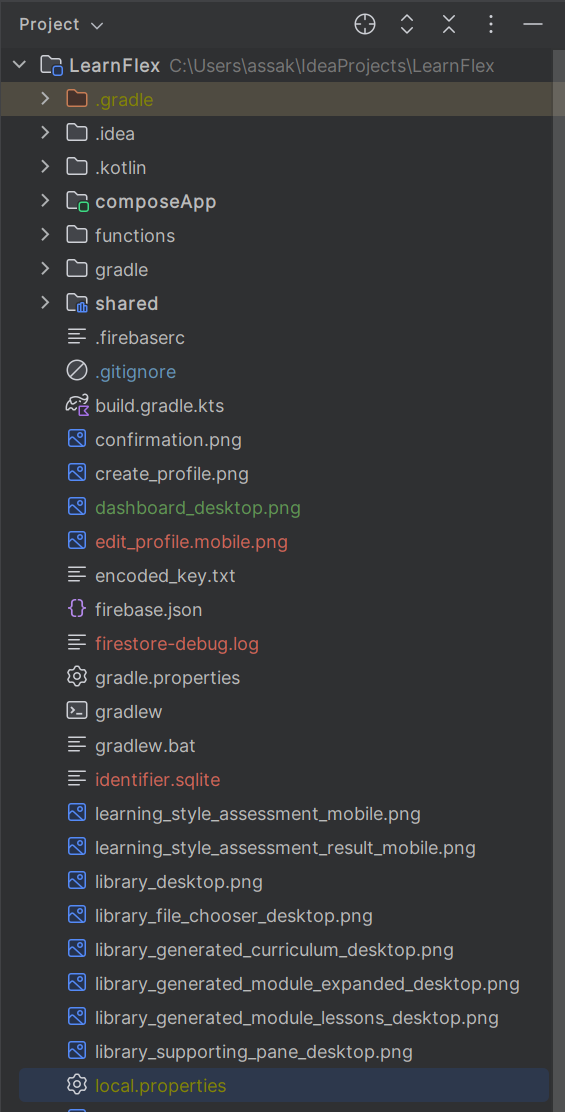 Project
LearnFlex C:\Users\assak\IdeaProjects\LearnFlex
.gradle
.idea
.kotlin
composeApp
functions
gradle
shared
.firebaserc
.gitignore
build.gradle.kts
confirmation.png
create_profile.png
dashboard_desktop.png
edit_profile.mobile.png
encoded_key.txt
firebase.json
firestore-debug.log
gradle.properties
gradlew
gradlew.bat
identifier.sqlite
learning_style_assessment_mobile.png
learning_style_assessment_result_mobile.png
library_desktop.png
library_file_chooser_desktop.png
library_generated_curriculum_desktop.png
library_generated_module_expanded_desktop.png
library_generated_module_lessons_desktop.png
library_supporting_pane_desktop.png
local.properties